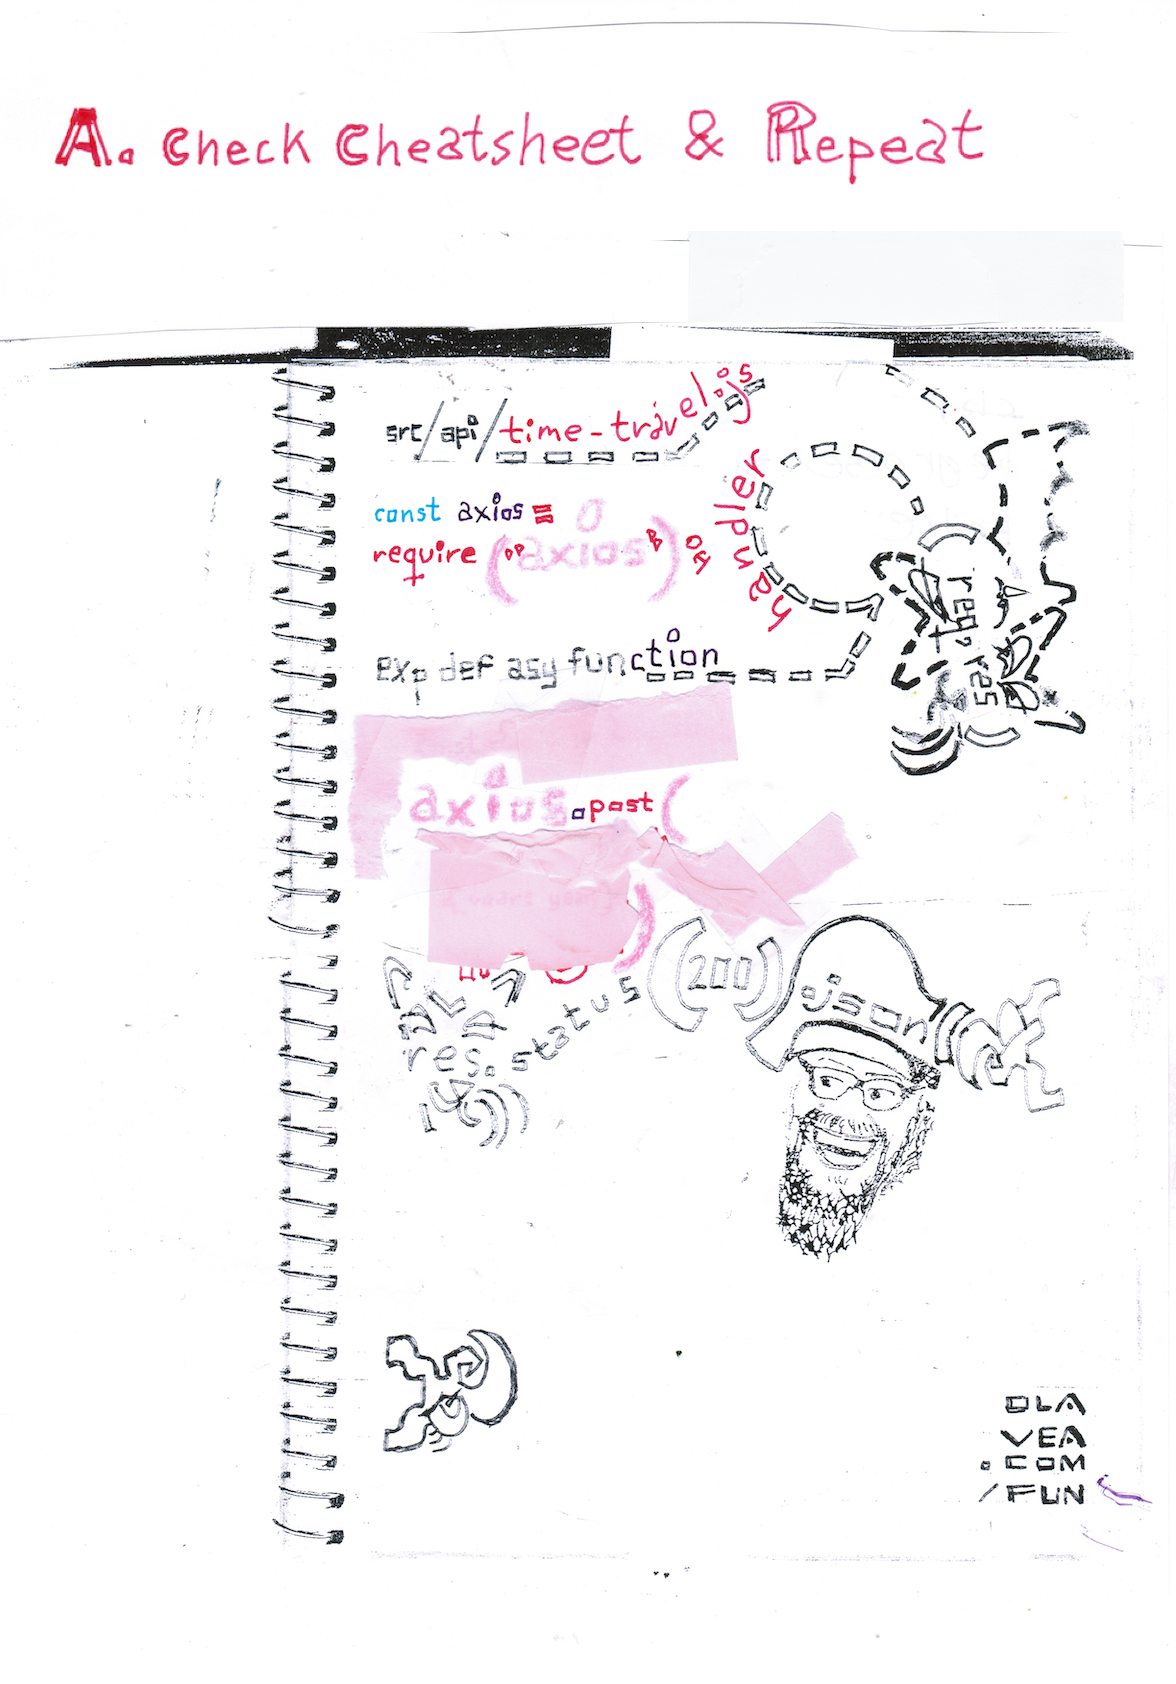 A. Check Cheatsheet & Repeat
src/api/time-travel.js
const axios =
require ("axios")
exp def asy function
handler
(req, res)
axios.post(
)
res.status(200).json(
OLA
VEA
.COM
/FUN